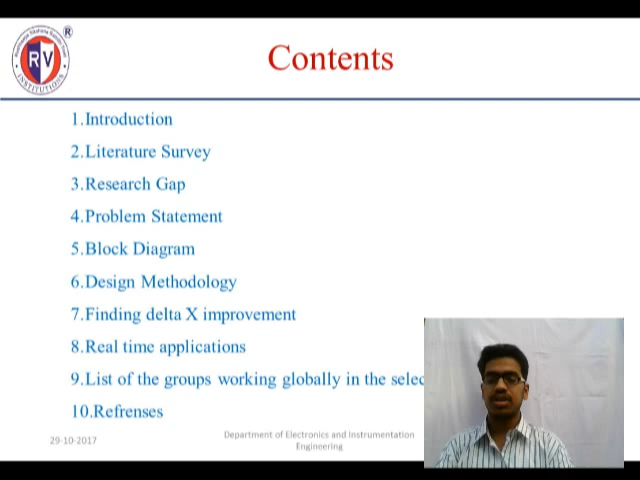 RV
INSTITUTIONS
®
Contents
1.Introduction
2.Literature Survey
3.Research Gap
4.Problem Statement
5.Block Diagram
6.Design Methodology
7.Finding delta X improvement
8.Real time applications
9.List of the groups working globally in the selec
10.Refrenses
29-10-2017
Department of Electronics and Instrumentation
Engineering